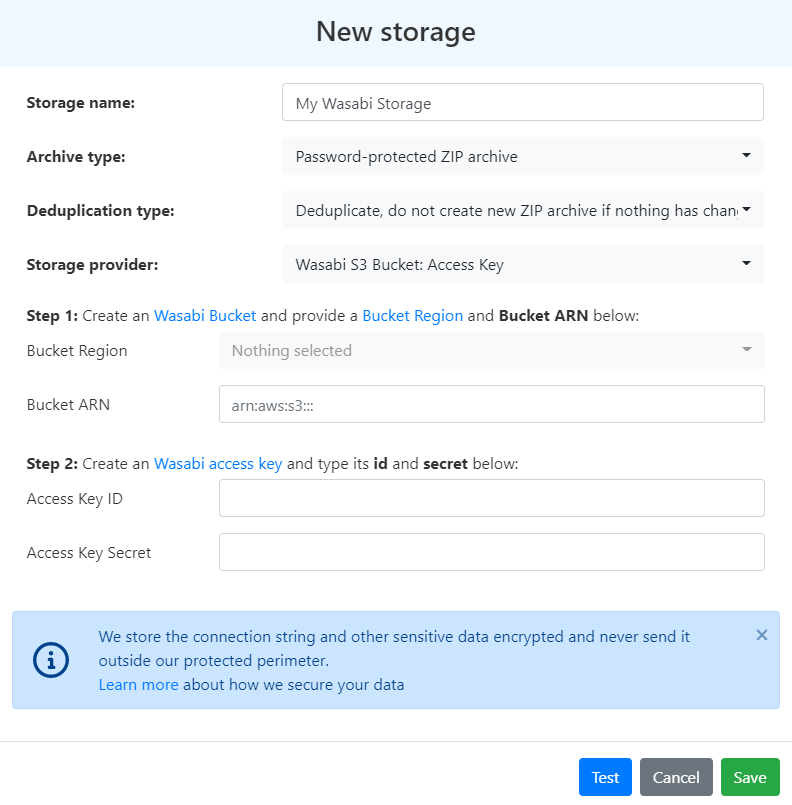 New storage
Storage name: My Wasabi Storage
Archive type: Password-protected ZIP archive
Deduplication type: Deduplicate, do not create new ZIP archive if nothing has chan
Storage provider: Wasabi S3 Bucket: Access Key
Step 1: Create an Wasabi Bucket and provide a Bucket Region and Bucket ARN below:
Bucket Region Nothing selected
Bucket ARN arn:aws:s3:::
Step 2: Create an Wasabi access key and type its id and secret below:
Access Key ID
Access Key Secret
We store the connection string and other sensitive data encrypted and never send it
outside our protected perimeter.
Learn more about how we secure your data
Test Cancel Save